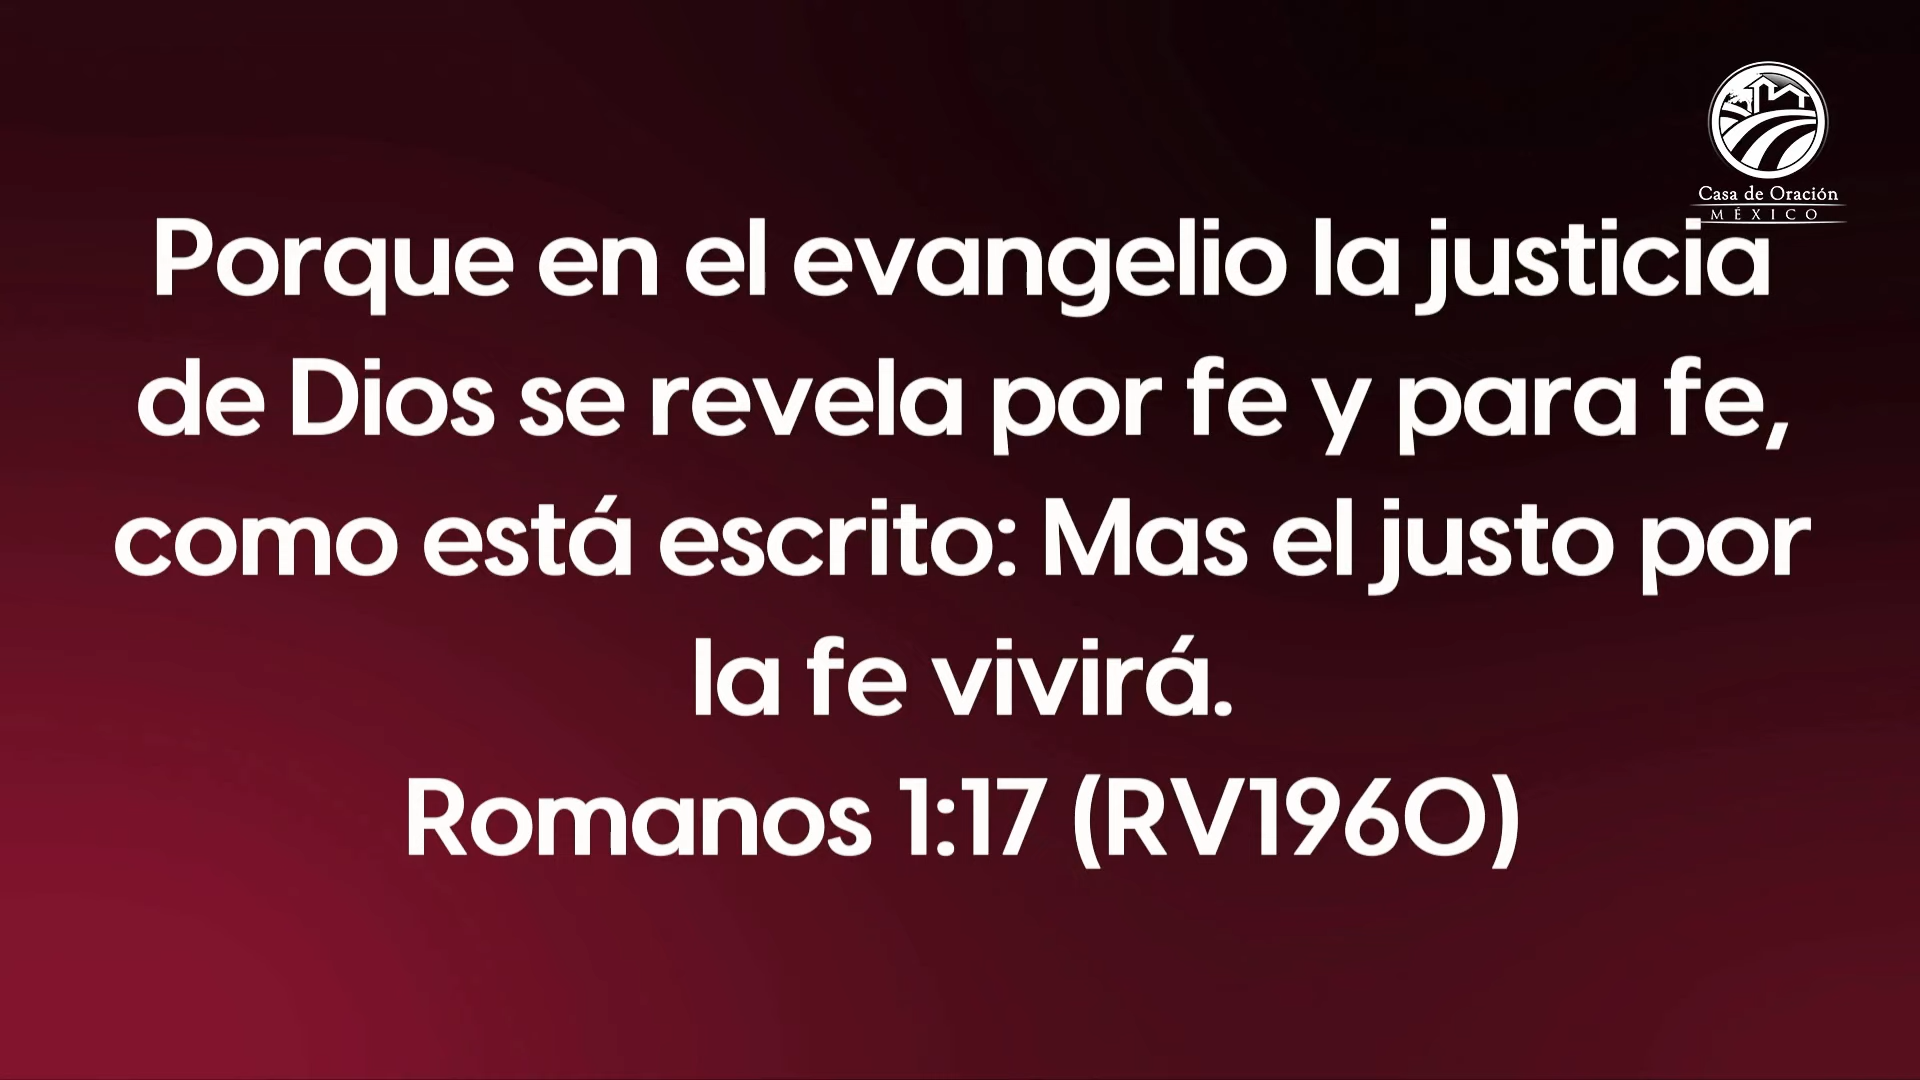 Casa de Oración
MÉXICO
Porque en el evangelio la justicia
de Dios se revela por fe y para fe,
como está escrito: Mas el justo por
la fe vivirá.
Romanos 1:17 (RV1960)